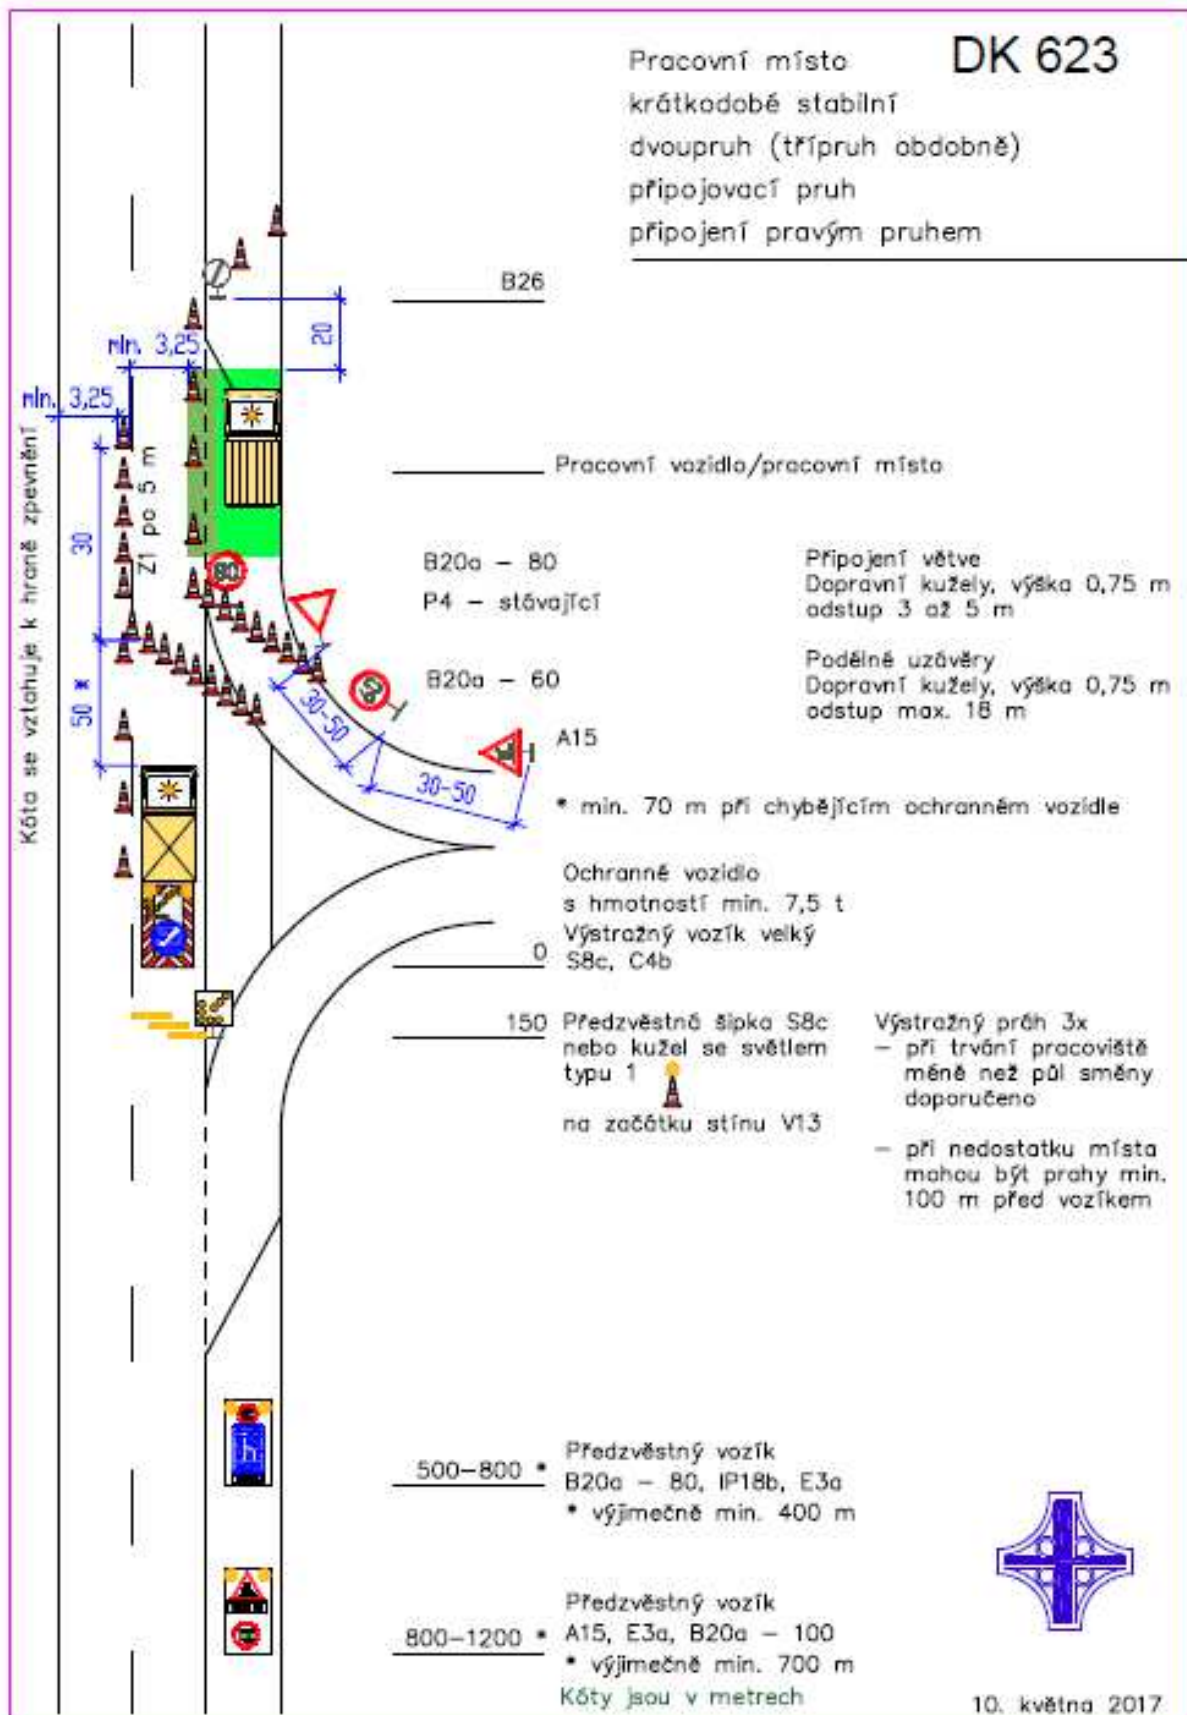 Pracovní místo DK 623
krátkodobé stabilní
dvoupruh (třípruh obdobně)
připojovací pruh
připojení pravým pruhem
B26
20
min. 3,25
min. 3,25
Kóta se vztahuje k hraně zpevnění
Z1 po 5 m
30
50 *
Pracovní vozidlo/pracovní místo
80
B20a – 80
P4 – stávající
B20a – 60
A15
30-50
30-50
Připojení větve
Dopravní kužely, výška 0,75 m
odstup 3 až 5 m
Podélné uzávěry
Dopravní kužely, výška 0,75 m
odstup max. 18 m
* min. 70 m při chybějícím ochranném vozidle
Ochranné vozidlo
s hmotností min. 7,5 t
Výstražný vozík velký
0 S8c, C4b
150 Předzvěstná šipka S8c
nebo kužel se světlem
typu 1
na začátku stínu V13
Výstražný práh 3x
– při trvání pracoviště
méně než půl směny
doporučeno
– při nedostatku místa
mohou být prahy min.
100 m před vozíkem
Předzvěstný vozík
500–800 * B20a – 80, IP18b, E3a
* výjimečně min. 400 m
Předzvěstný vozík
800–1200 * A15, E3a, B20a – 100
* výjimečně min. 700 m
Kóty jsou v metrech
10. května 2017